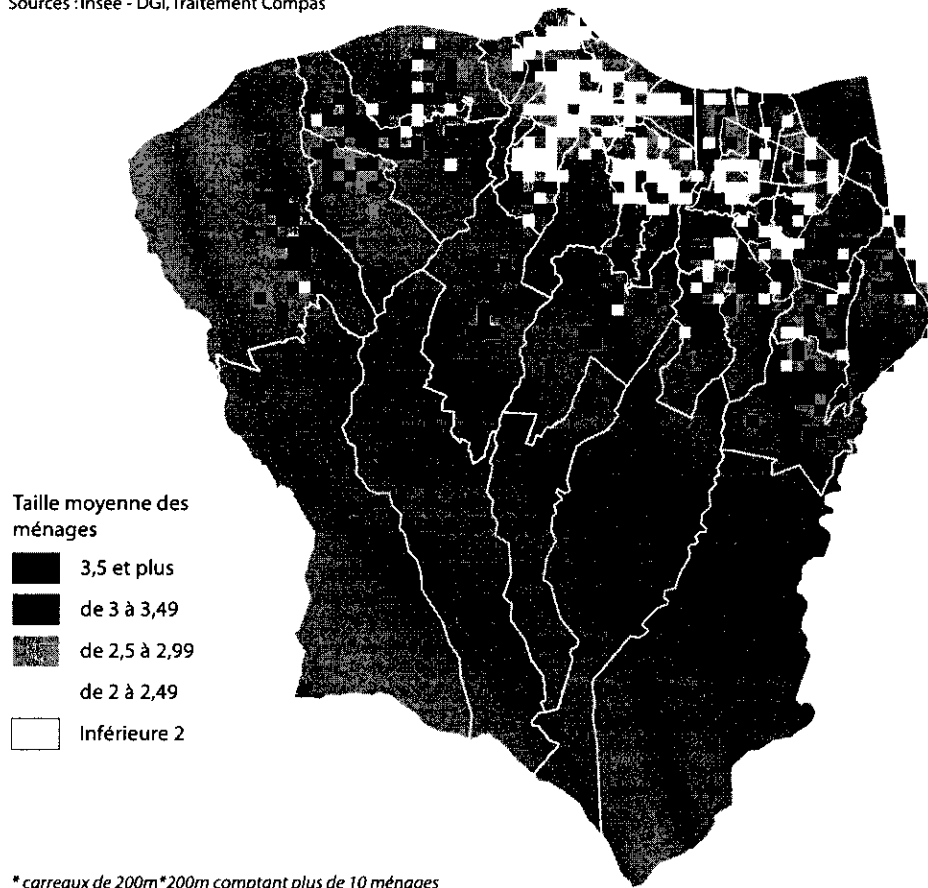 Sources : Insee - DGI, Traitement Compas
Taille moyenne des
ménages
3,5 et plus
de 3 à 3,49
de 2,5 à 2,99
de 2 à 2,49
Inférieure 2
* carreaux de 200m*200m comptant plus de 10 ménages